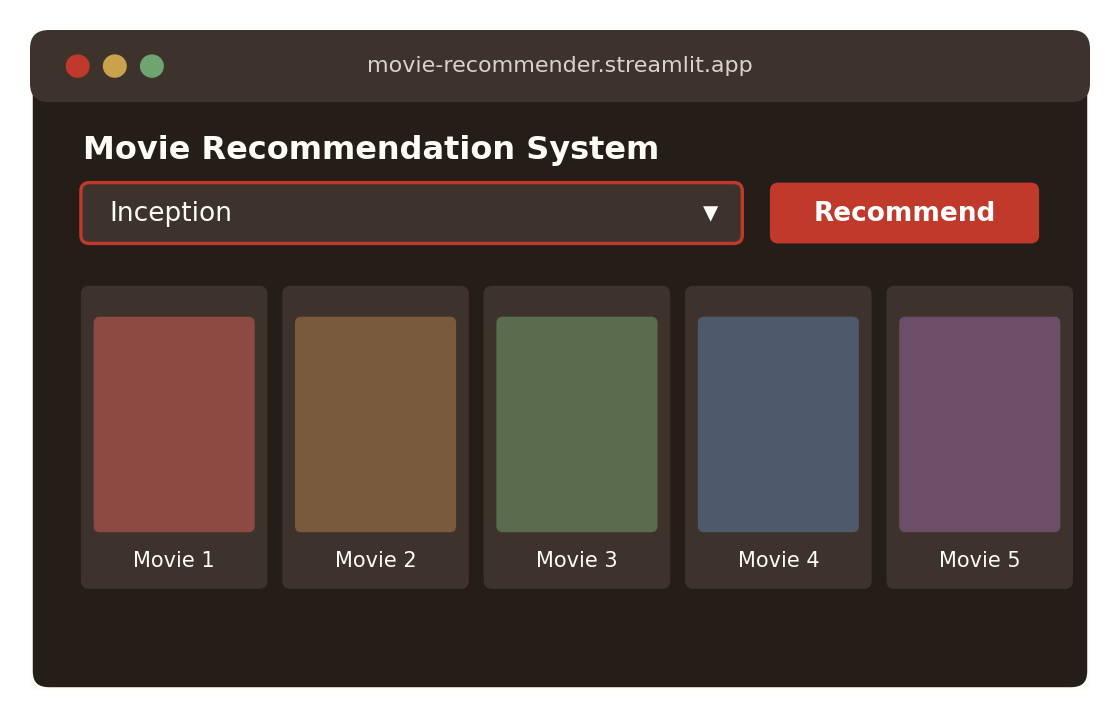 movie-recommender.streamlit.app
Movie Recommendation System
Inception ▼ Recommend
Movie 1 Movie 2 Movie 3 Movie 4 Movie 5